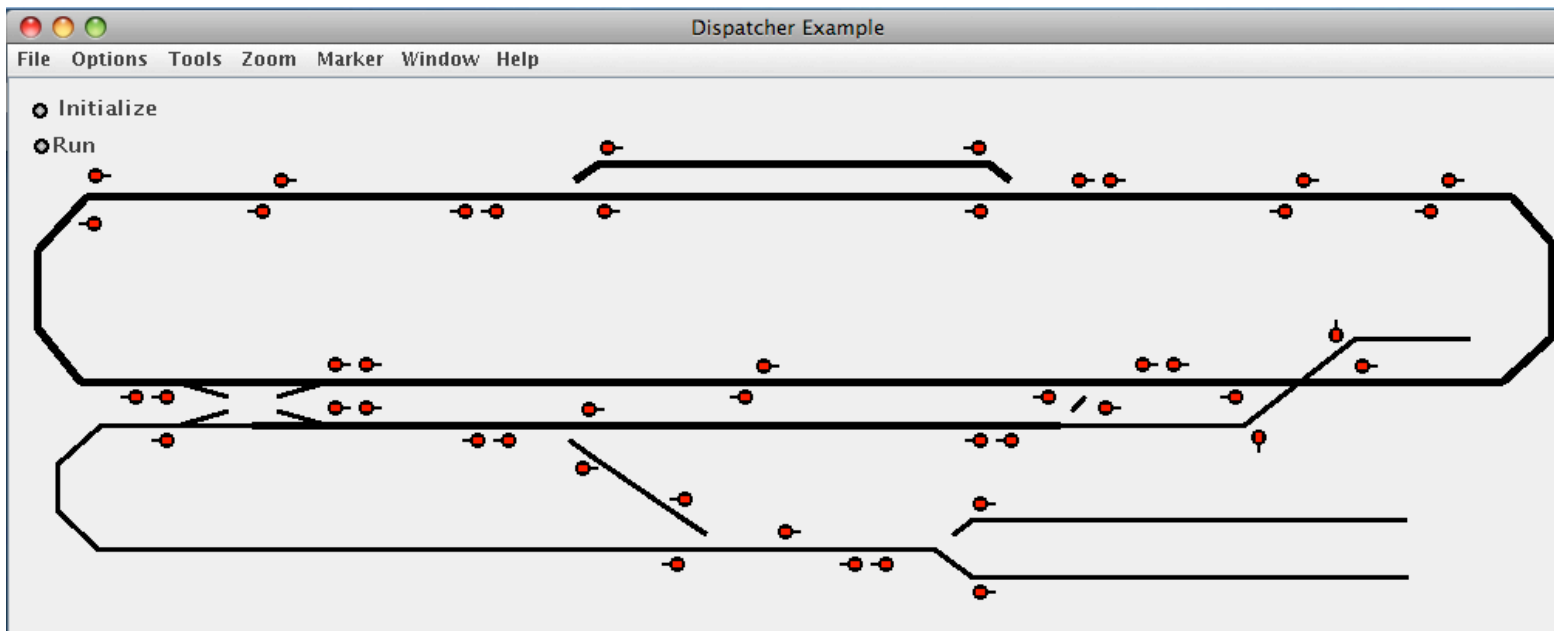 Dispatcher Example
File Options Tools Zoom Marker Window Help
Initialize
Run